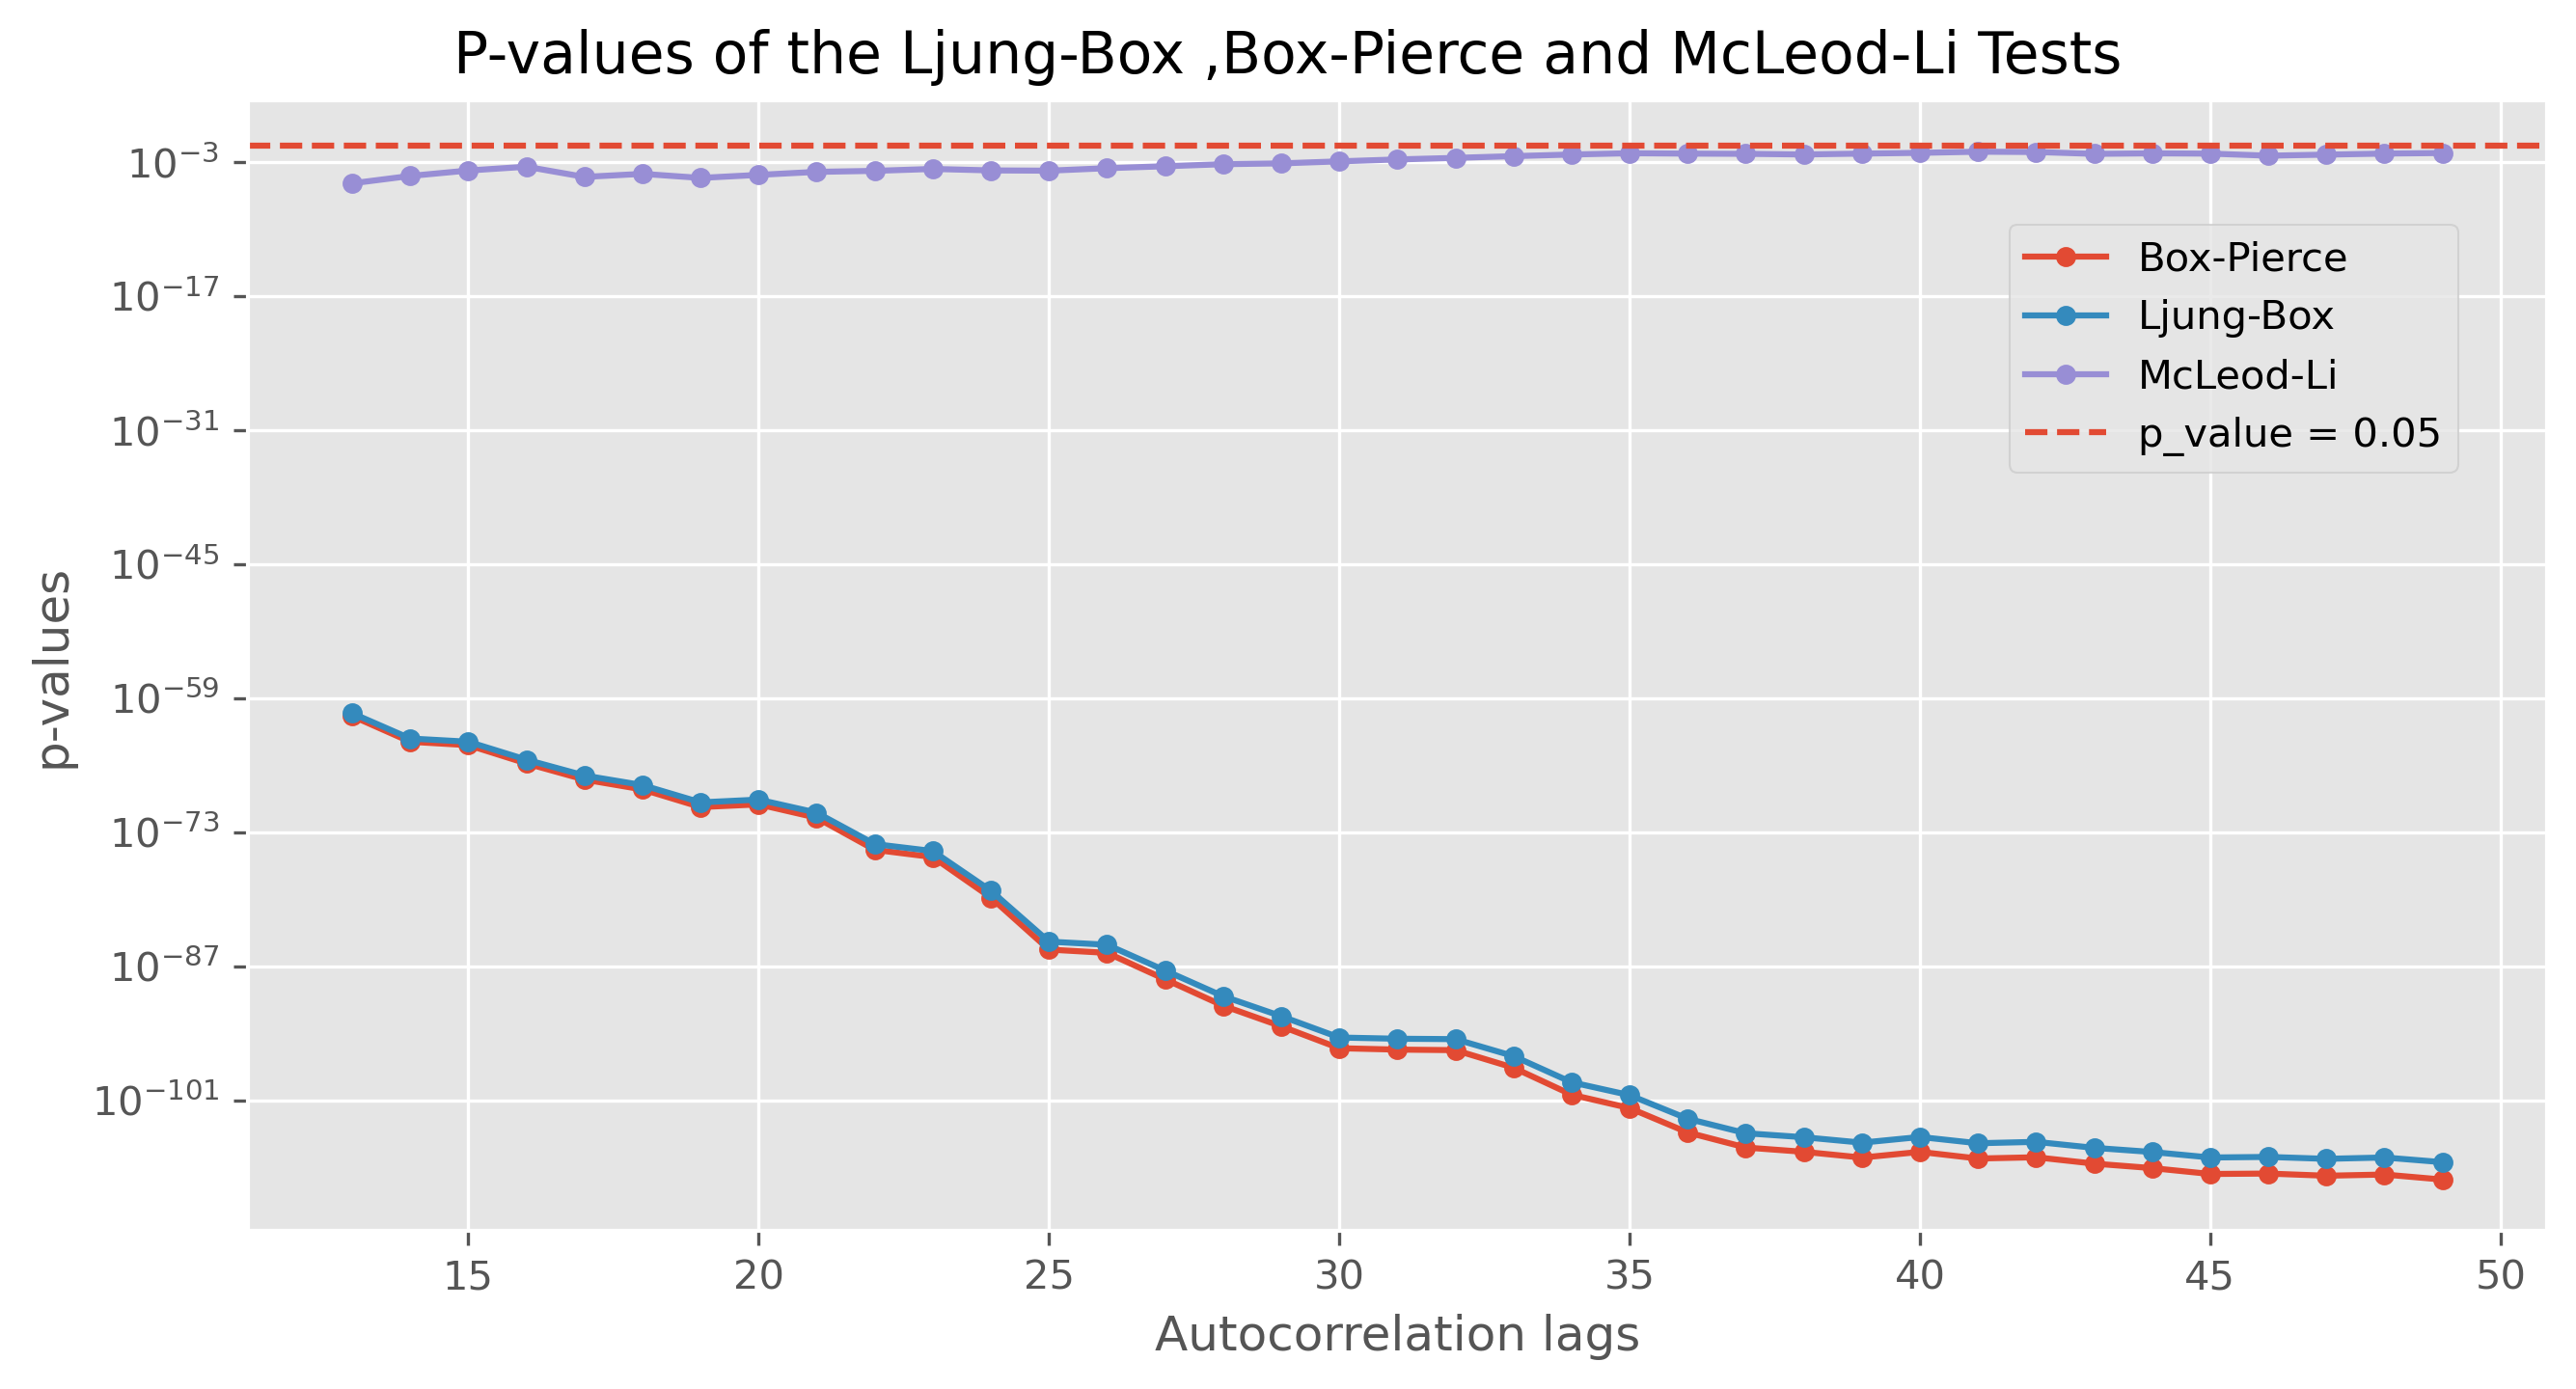 P-values of the Ljung-Box ,Box-Pierce and McLeod-Li Tests
10⁻³
10⁻¹⁷
10⁻³¹
10⁻⁴⁵
10⁻⁵⁹
10⁻⁷³
10⁻⁸⁷
10⁻¹⁰¹
p-values
Box-Pierce
Ljung-Box
McLeod-Li
p_value = 0.05
15 20 25 30 35 40 45 50
Autocorrelation lags